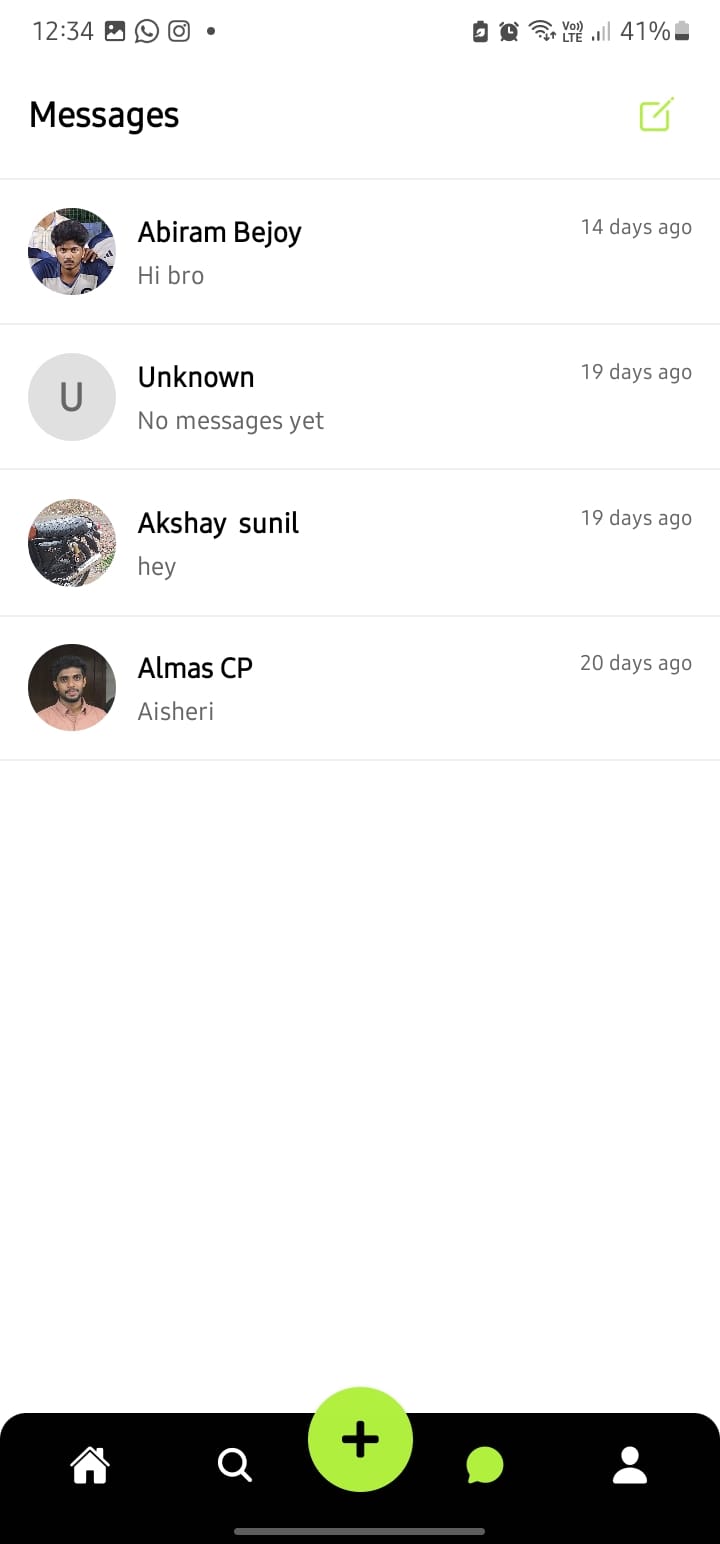 12:34
Vo))
LTE
41%
Messages
Abiram Bejoy
14 days ago
Hi bro
U
Unknown
19 days ago
No messages yet
Akshay sunil
19 days ago
hey
Almas CP
20 days ago
Aisheri